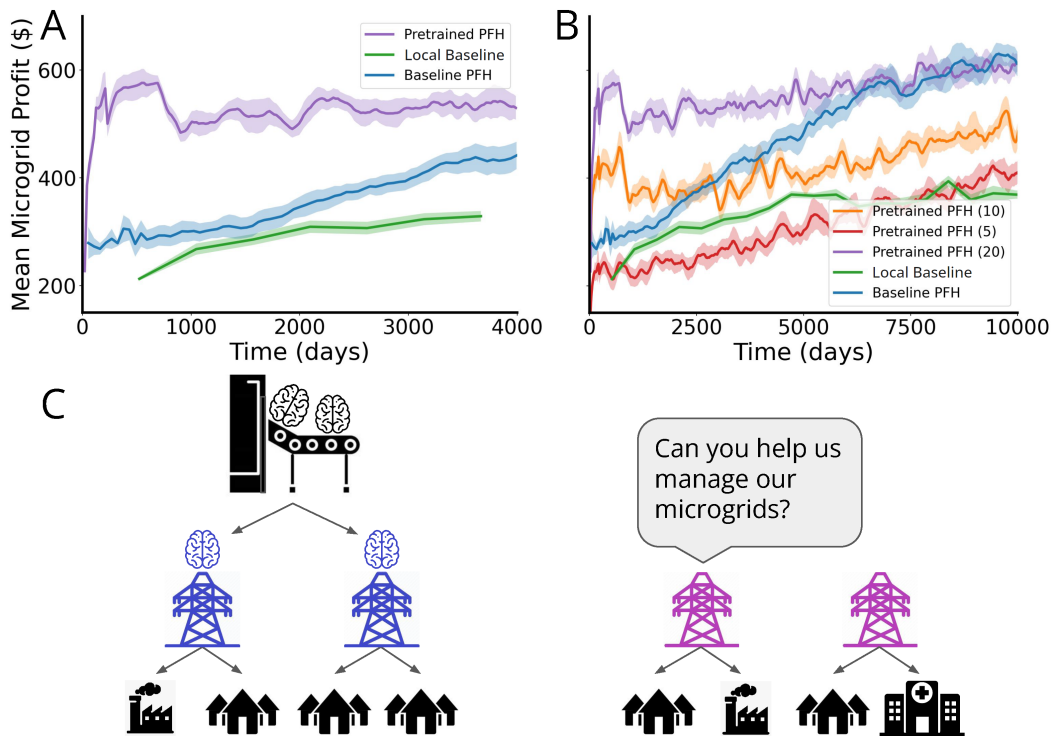 A
Mean Microgrid Profit ($)
600
400
200
Pretrained PFH
Local Baseline
Baseline PFH
0
1000
2000
3000
4000
Time (days)
B
Pretrained PFH (10)
Pretrained PFH (5)
Pretrained PFH (20)
Local Baseline
Baseline PFH
0
2500
5000
7500
10000
Time (days)
C
Can you help us
manage our
microgrids?